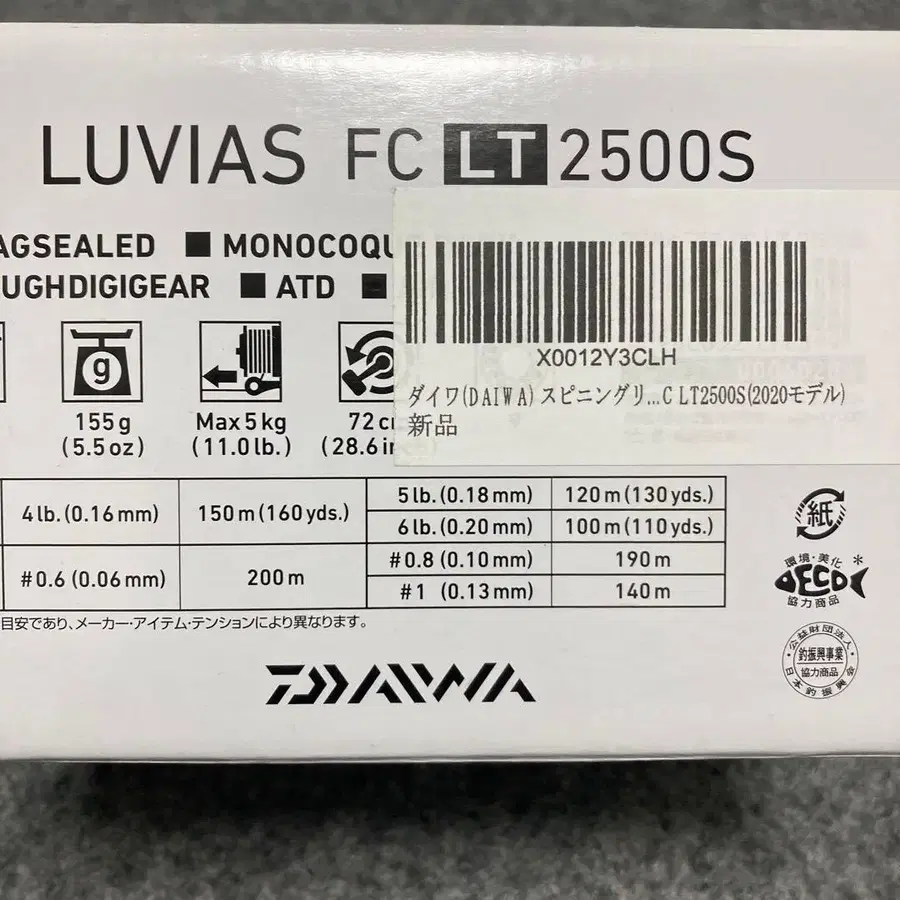 LUVIAS FC LT 2500S
AGSEALED ■ MONOCOQU
UGHDIGIGEAR ■ ATD ■
X0012Y3CLH
ダイワ(DAIWA) スピニングリ...C LT2500S(2020モデル)
新品
g
155g
(5.5oz)
Max5kg
(11.0lb.)
72c
(28.6in
4lb.(0.16mm) 150m(160yds.) 5lb.(0.18mm) 120m(130yds.)
6lb.(0.20mm) 100m(110yds.)
#0.6(0.06mm) 200m #0.8(0.10mm) 190m
#1 (0.13mm) 140m
目安であり、メーカー・アイテム・テンションにより異なります。
DAIWA
紙
環境・美化
DECO*
協力商品
公益財団法人
釣振興事業
協力商品
日本釣振興会